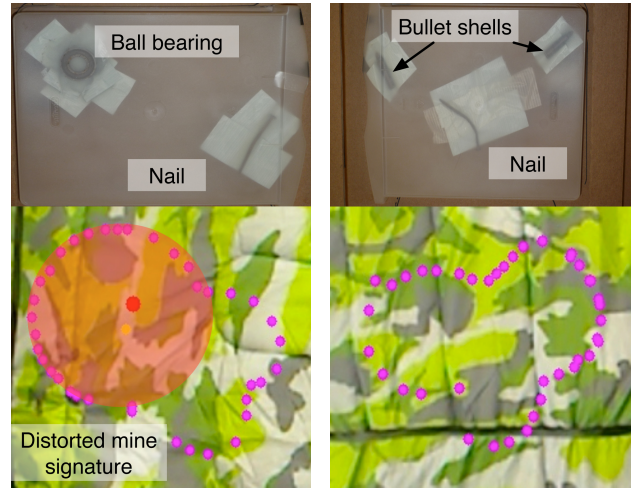 Ball bearing
Nail
Bullet shells
Nail
Distorted mine
signature